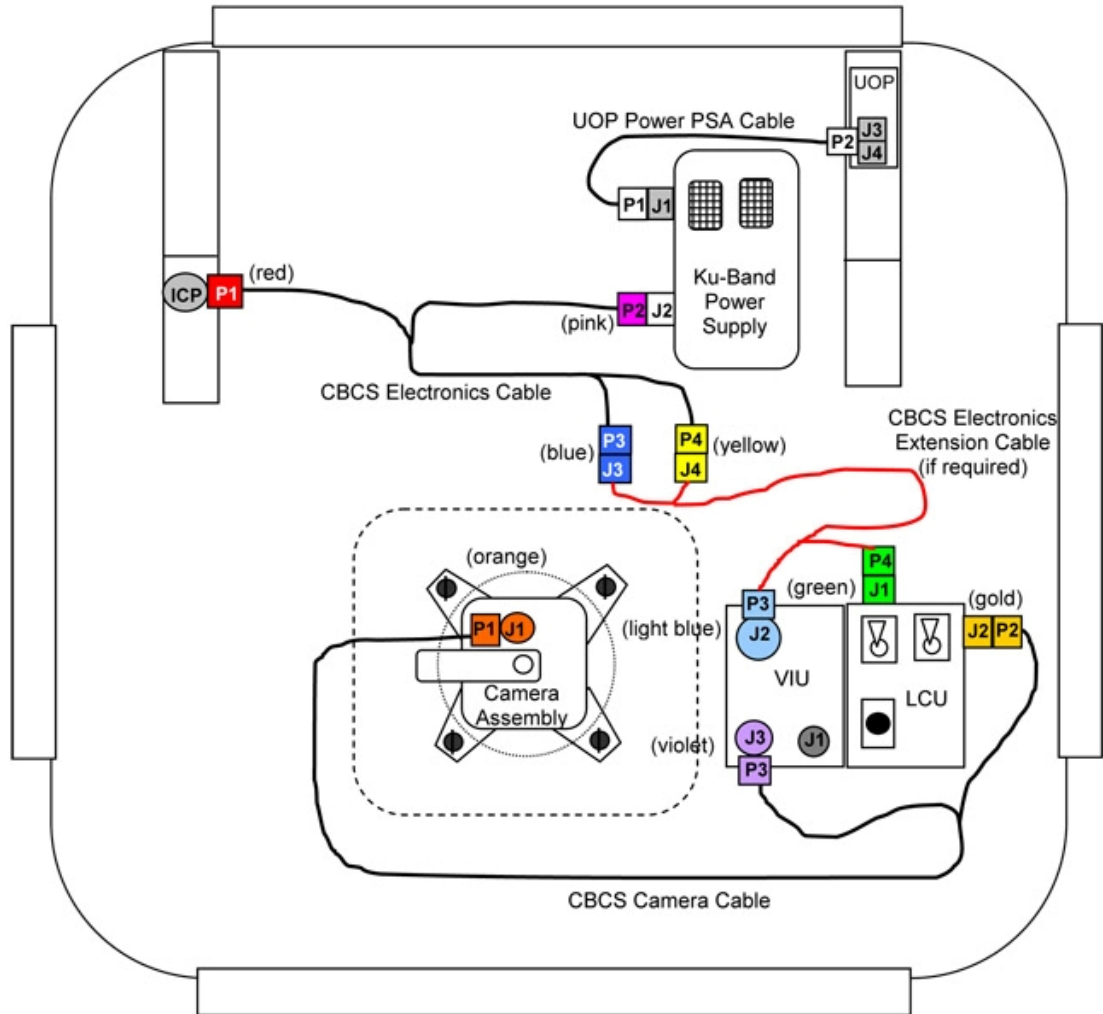 UOP
UOP Power PSA Cable
P2
J3
J4
P1
J1
ICP
P1
(red)
Ku-Band
Power
Supply
P2
J2
(pink)
CBCS Electronics Cable
CBCS Electronics
Extension Cable
(if required)
(blue)
P3
J3
P4
J4
(yellow)
(orange)
P1
J1
Camera
Assembly
P4
J1
(green)
P3
J2
(light blue)
(gold)
J2
P2
VIU
LCU
(violet)
J3
J1
P3
CBCS Camera Cable